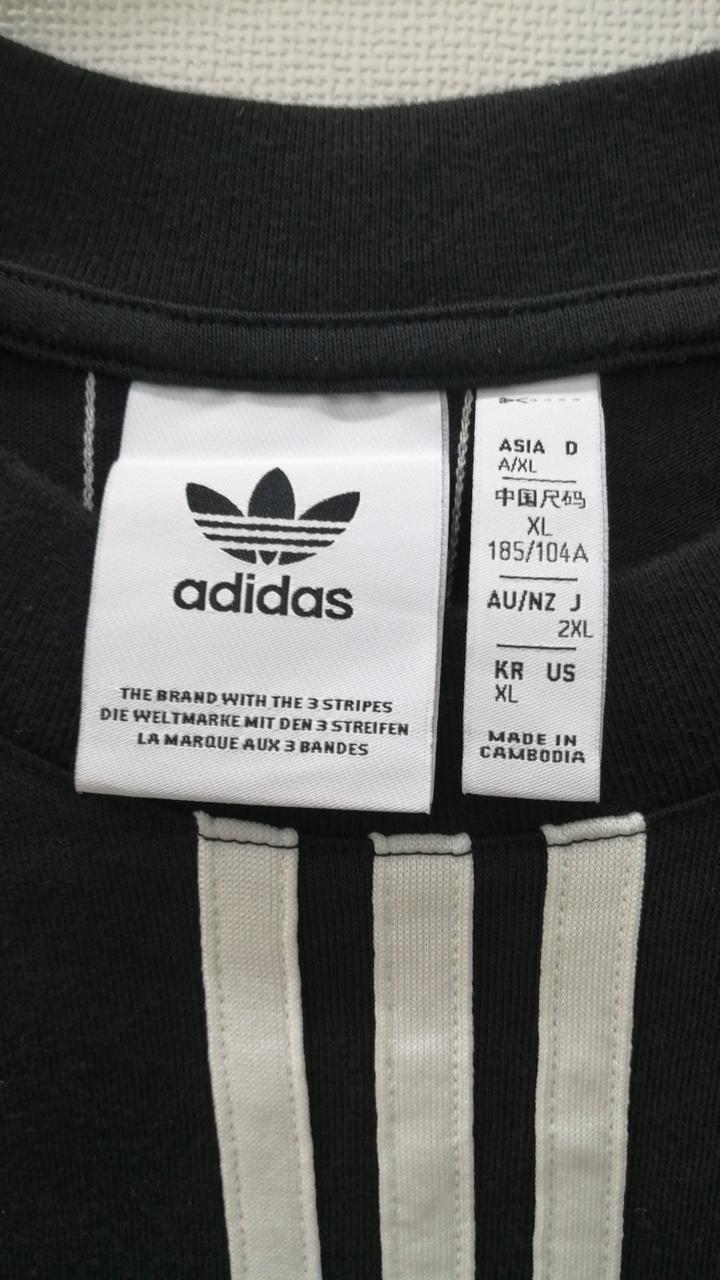 adidas
THE BRAND WITH THE 3 STRIPES
DIE WELTMARKE MIT DEN 3 STREIFEN
LA MARQUE AUX 3 BANDES
ASIA D
A/XL
中国尺码
XL
185/104A
AU/NZ J
2XL
KR US
XL
MADE IN
CAMBODIA